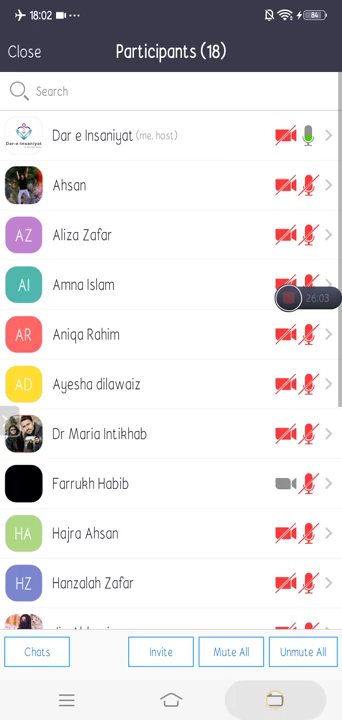 18:02
84
Close
Participants (18)
Search
Dar e Insaniyat (me, host)
Dar-e-Insaniyat
Ahsan
AZ
Aliza Zafar
AI
Amna Islam
26:03
AR
Aniqa Rahim
AD
Ayesha dilawaiz
Dr Maria Intikhab
Farrukh Habib
HA
Hajra Ahsan
HZ
Hanzalah Zafar
Chats
Invite
Mute All
Unmute All